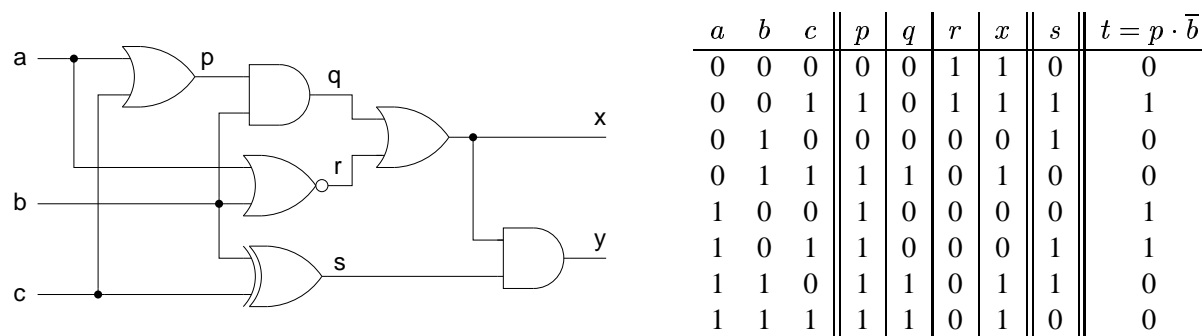 a
p
q
x
r
b
y
s
c
a b c p q r x s t = p · b̅
0 0 0 0 0 1 1 0 0
0 0 1 1 0 1 1 1 1
0 1 0 0 0 0 0 1 0
0 1 1 1 1 0 1 0 0
1 0 0 1 0 0 0 0 1
1 0 1 1 0 0 0 1 1
1 1 0 1 1 0 1 1 0
1 1 1 1 1 0 1 0 0